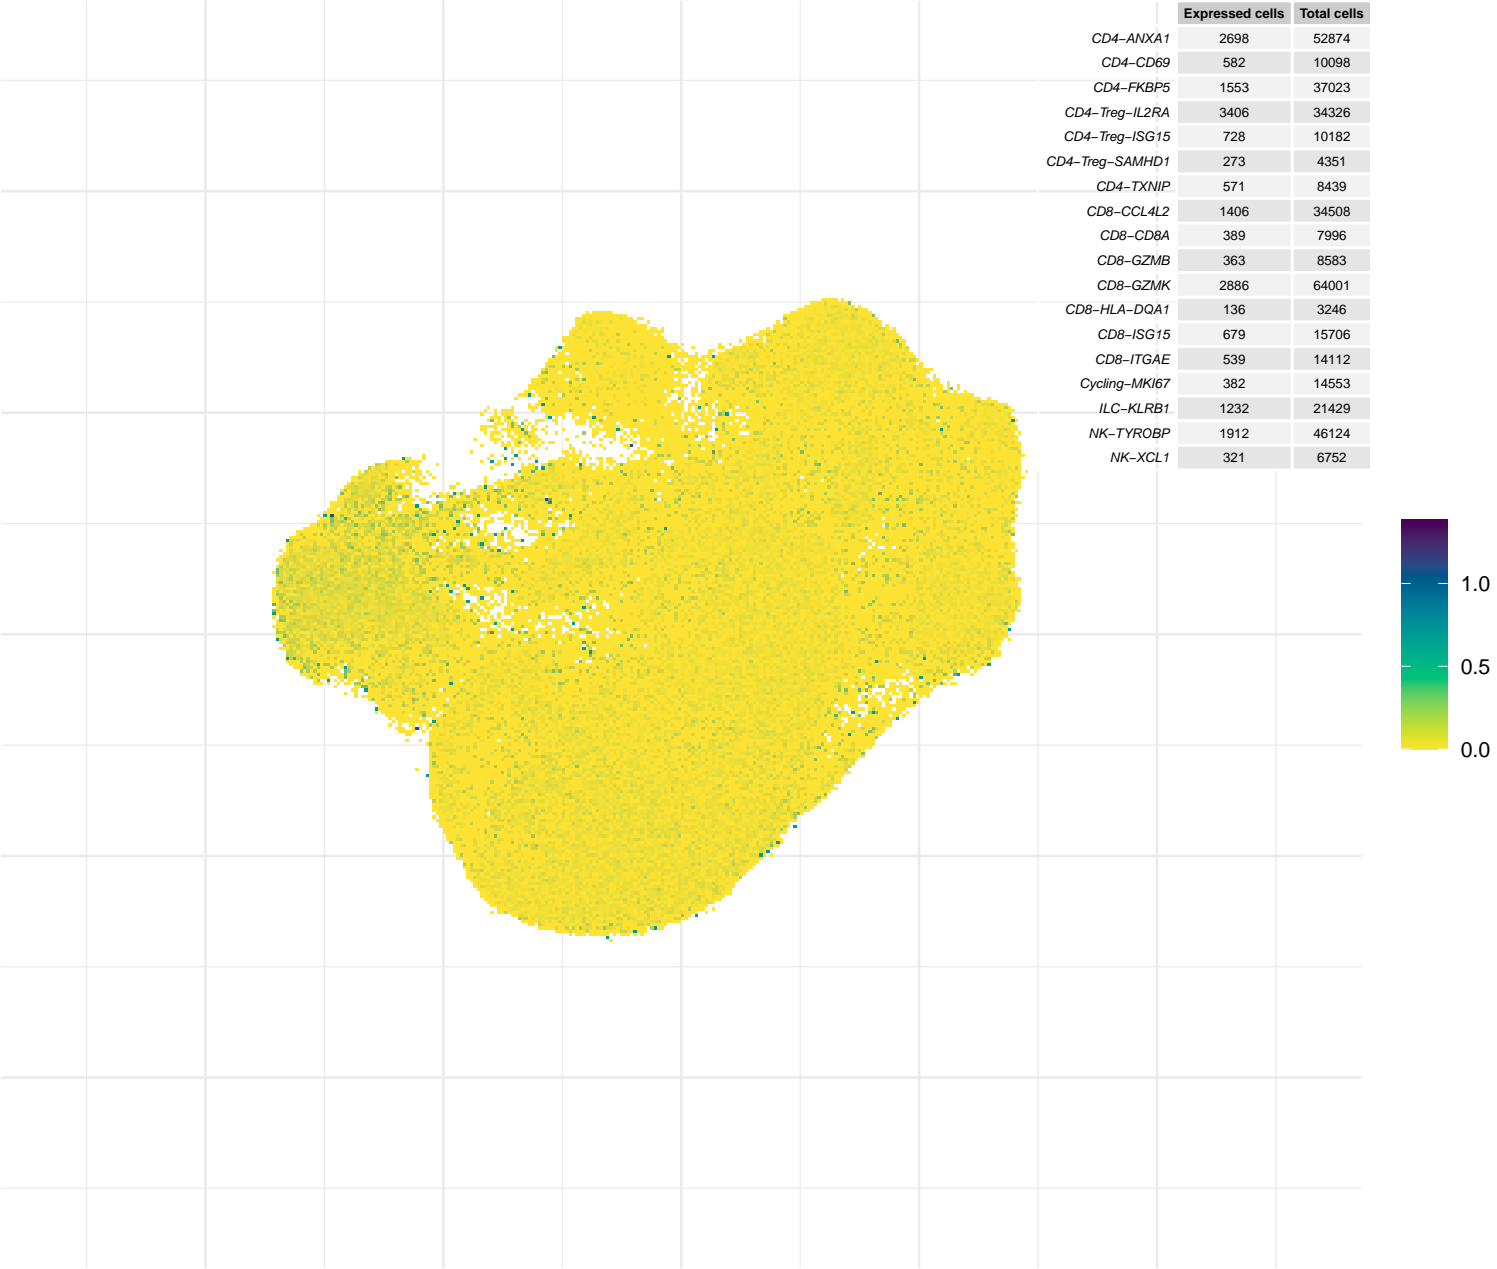 Expressed cells Total cells
CD4−ANXA1 2698 52874
CD4−CD69 582 10098
CD4−FKBP5 1553 37023
CD4−Treg−IL2RA 3406 34326
CD4−Treg−ISG15 728 10182
CD4−Treg−SAMHD1 273 4351
CD4−TXNIP 571 8439
CD8−CCL4L2 1406 34508
CD8−CD8A 389 7996
CD8−GZMB 363 8583
CD8−GZMK 2886 64001
CD8−HLA−DQA1 136 3246
CD8−ISG15 679 15706
CD8−ITGAE 539 14112
Cycling−MKI67 382 14553
ILC−KLRB1 1232 21429
NK−TYROBP 1912 46124
NK−XCL1 321 6752
1.0
0.5
0.0